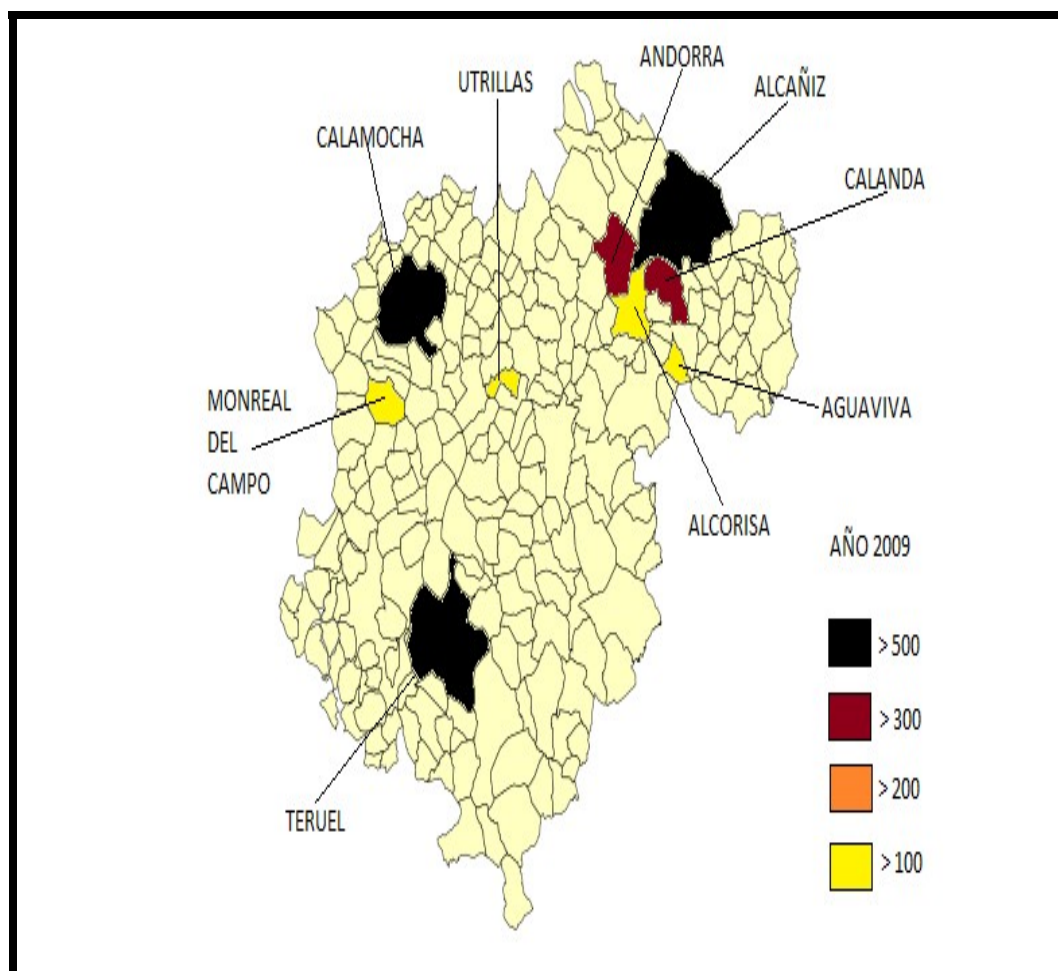 ANDORRA
UTRILLAS
ALCAÑIZ
CALAMOCHA
CALANDA
MONREAL
DEL
CAMPO
AGUAVIVA
ALCORISA
TERUEL
AÑO 2009
>500
>300
>200
>100